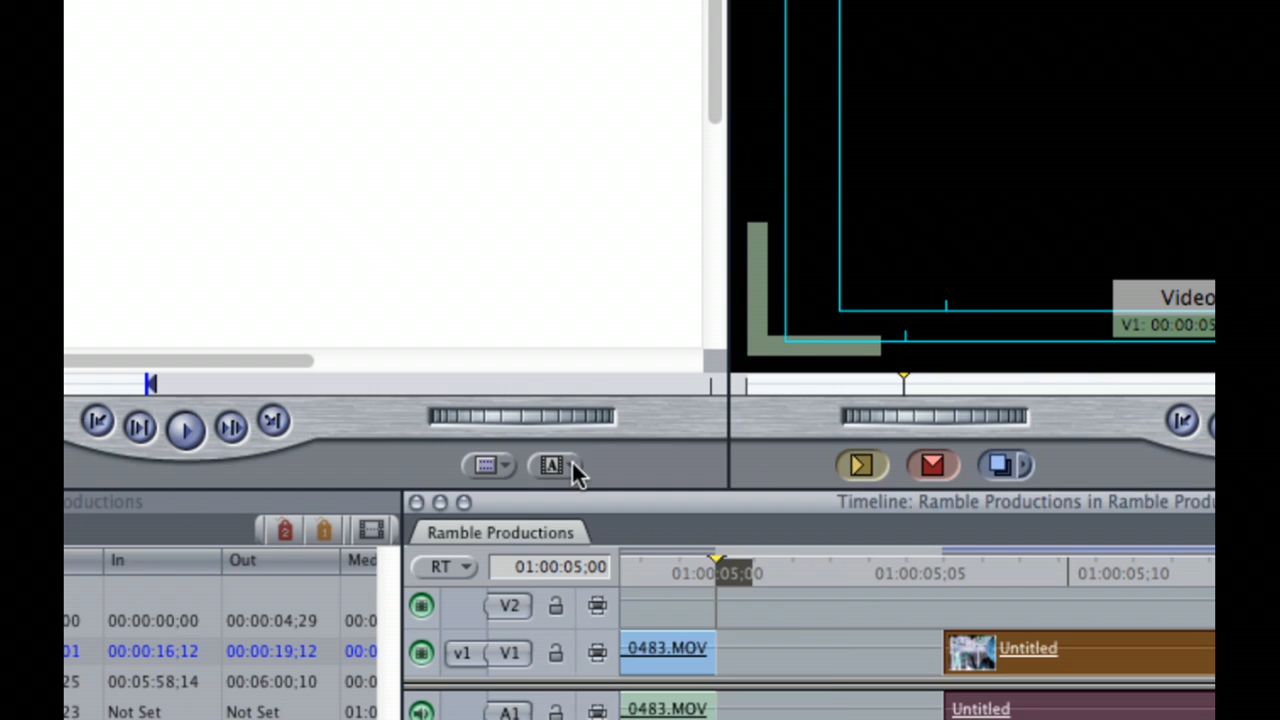 Video
V1: 00:00:05
A
oductions
Timeline: Ramble Productions in Ramble Produ
2
1
Ramble Productions
In
Out
Med
RT
01:00:05;00
01:00:05;00
01:00:05;05
01:00:05;10
00
00:00:00;00
00:00:04;29
00:0
V2
01
00:00:16;12
00:00:19;12
00:0
v1
V1
0483.MOV
Untitled
25
00:05:58;14
00:06:00;10
00:0
23
Not Set
Not Set
01:0
A1
0483.MOV
Untitled